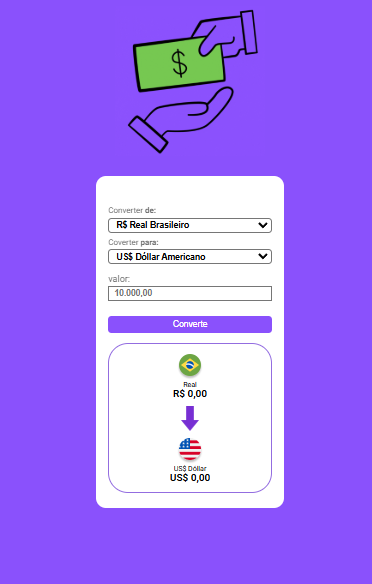 $
Converter de:
R$ Real Brasileiro
Coverter para:
US$ Dóllar Americano
valor:
10.000,00
Converte
Real
R$ 0,00
US$ Dóllar
US$ 0,00